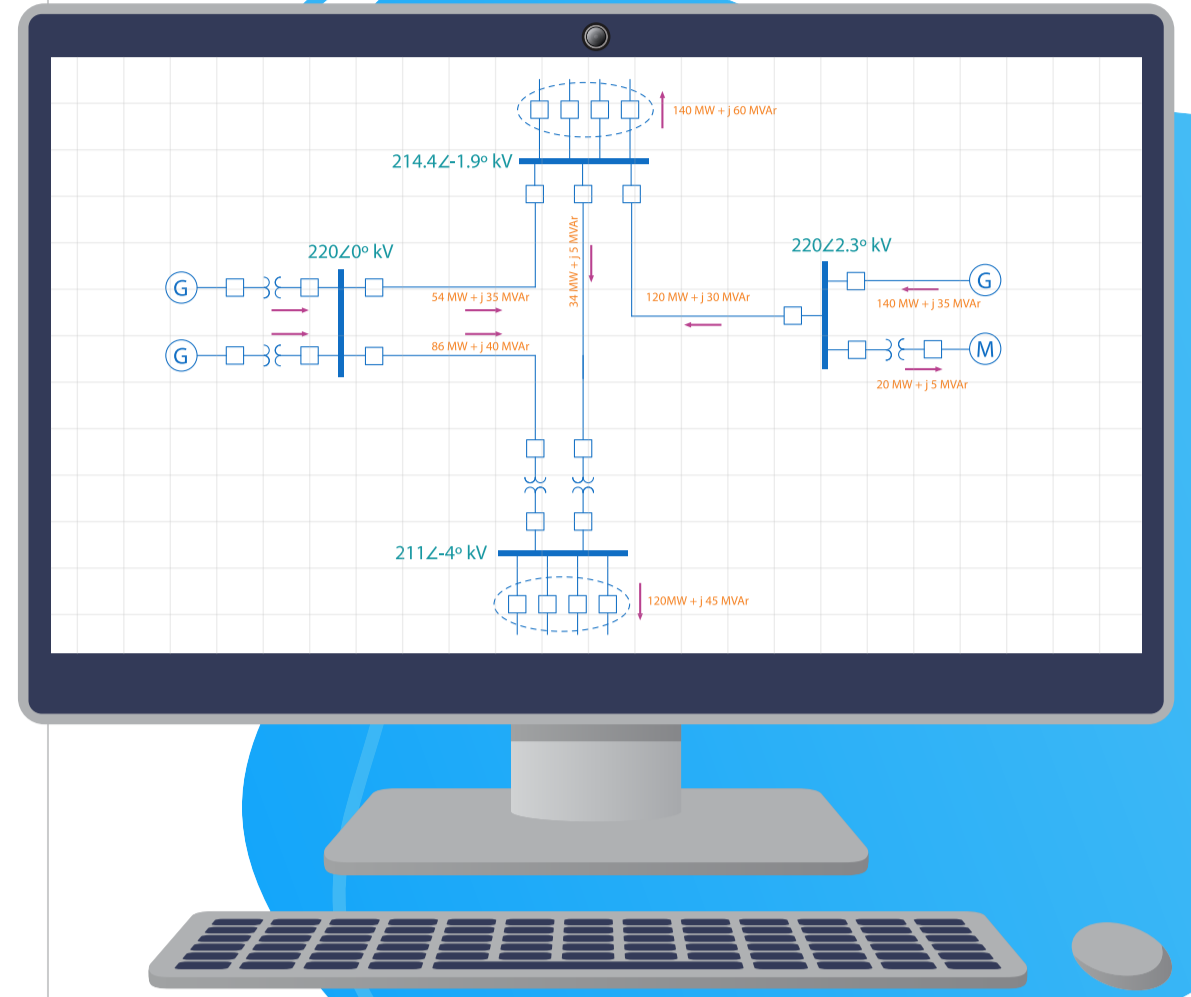 140 MW + j 60 MVAr
214.4∠-1.9º kV
34 MW + j 5 MVAr
220∠0º kV
220∠2.3º kV
G
G
54 MW + j 35 MVAr
120 MW + j 30 MVAr
140 MW + j 35 MVAr
G
86 MW + j 40 MVAr
M
20 MW + j 5 MVAr
211∠-4º kV
120MW + j 45 MVAr